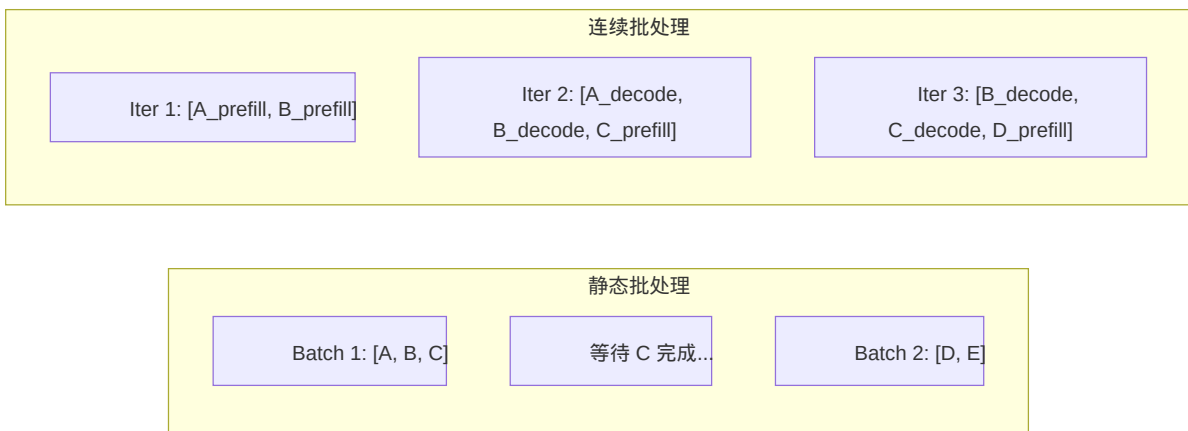 连续批处理
Iter 1: [A_prefill, B_prefill]
Iter 2: [A_decode,
B_decode, C_prefill]
Iter 3: [B_decode,
C_decode, D_prefill]
静态批处理
Batch 1: [A, B, C]
等待 C 完成...
Batch 2: [D, E]